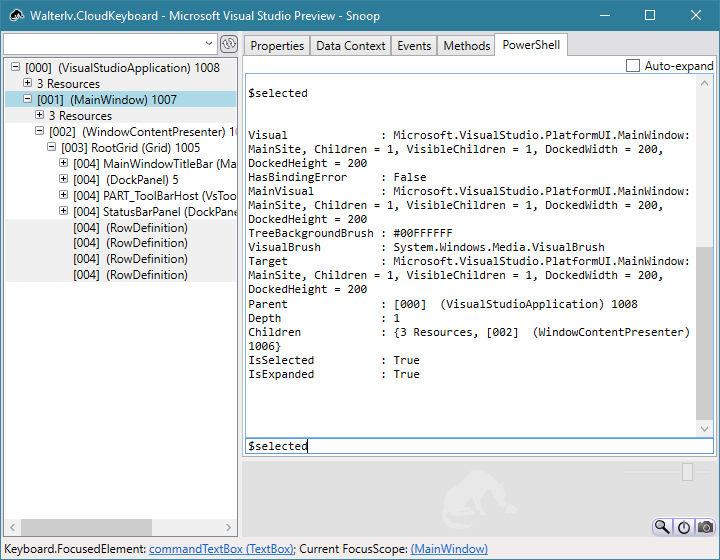 Walterlv.CloudKeyboard - Microsoft Visual Studio Preview - Snoop
Properties Data Context Events Methods PowerShell
Auto-expand
[000] (VisualStudioApplication) 1008
3 Resources
[001] (MainWindow) 1007
3 Resources
[002] (WindowContentPresenter) 1
[003] RootGrid (Grid) 1005
[004] MainWindowTitleBar (Ma
[004] (DockPanel) 5
[004] PART_ToolBarHost (VsToo
[004] StatusBarPanel (DockPane
[004] (RowDefinition)
[004] (RowDefinition)
[004] (RowDefinition)
[004] (RowDefinition)
$selected
Visual : Microsoft.VisualStudio.PlatformUI.MainWindow:
MainSite, Children = 1, VisibleChildren = 1, DockedWidth = 200,
DockedHeight = 200
HasBindingError : False
MainVisual : Microsoft.VisualStudio.PlatformUI.MainWindow:
MainSite, Children = 1, VisibleChildren = 1, DockedWidth = 200,
DockedHeight = 200
TreeBackgroundBrush : #00FFFFFF
VisualBrush : System.Windows.Media.VisualBrush
Target : Microsoft.VisualStudio.PlatformUI.MainWindow:
MainSite, Children = 1, VisibleChildren = 1, DockedWidth = 200,
DockedHeight = 200
Parent : [000] (VisualStudioApplication) 1008
Depth : 1
Children : {3 Resources, [002] (WindowContentPresenter)
1006}
IsSelected : True
IsExpanded : True
$selected
Keyboard.FocusedElement: commandTextBox (TextBox); Current FocusScope: (MainWindow)